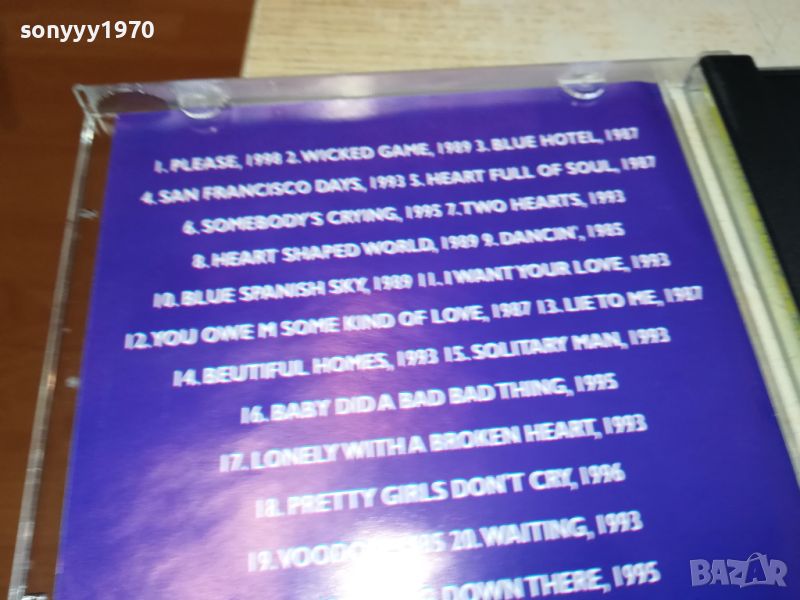 sonyyy1970
1. PLEASE, 1998 2. WICKED GAME, 1989 3. BLUE HOTEL, 1987
4. SAN FRANCISCO DAYS, 1993 5. HEART FULL OF SOUL, 1987
6. SOMEBODY'S CRYING, 1995 7. TWO HEARTS, 1993
8. HEART SHAPED WORLD, 1989 9. DANCIN', 1985
10. BLUE SPANISH SKY, 1989 11. I WANT YOUR LOVE, 1993
12. YOU OWE M SOME KIND OF LOVE, 1987 13. LIE TO ME, 1987
14. BEUTIFUL HOMES, 1993 15. SOLITARY MAN, 1993
16. BABY DID A BAD BAD THING, 1995
17. LONELY WITH A BROKEN HEART, 1993
18. PRETTY GIRLS DON'T CRY, 1996
19. 20. WAITING, 1993
DOWN THERE, 1995
BAZAR